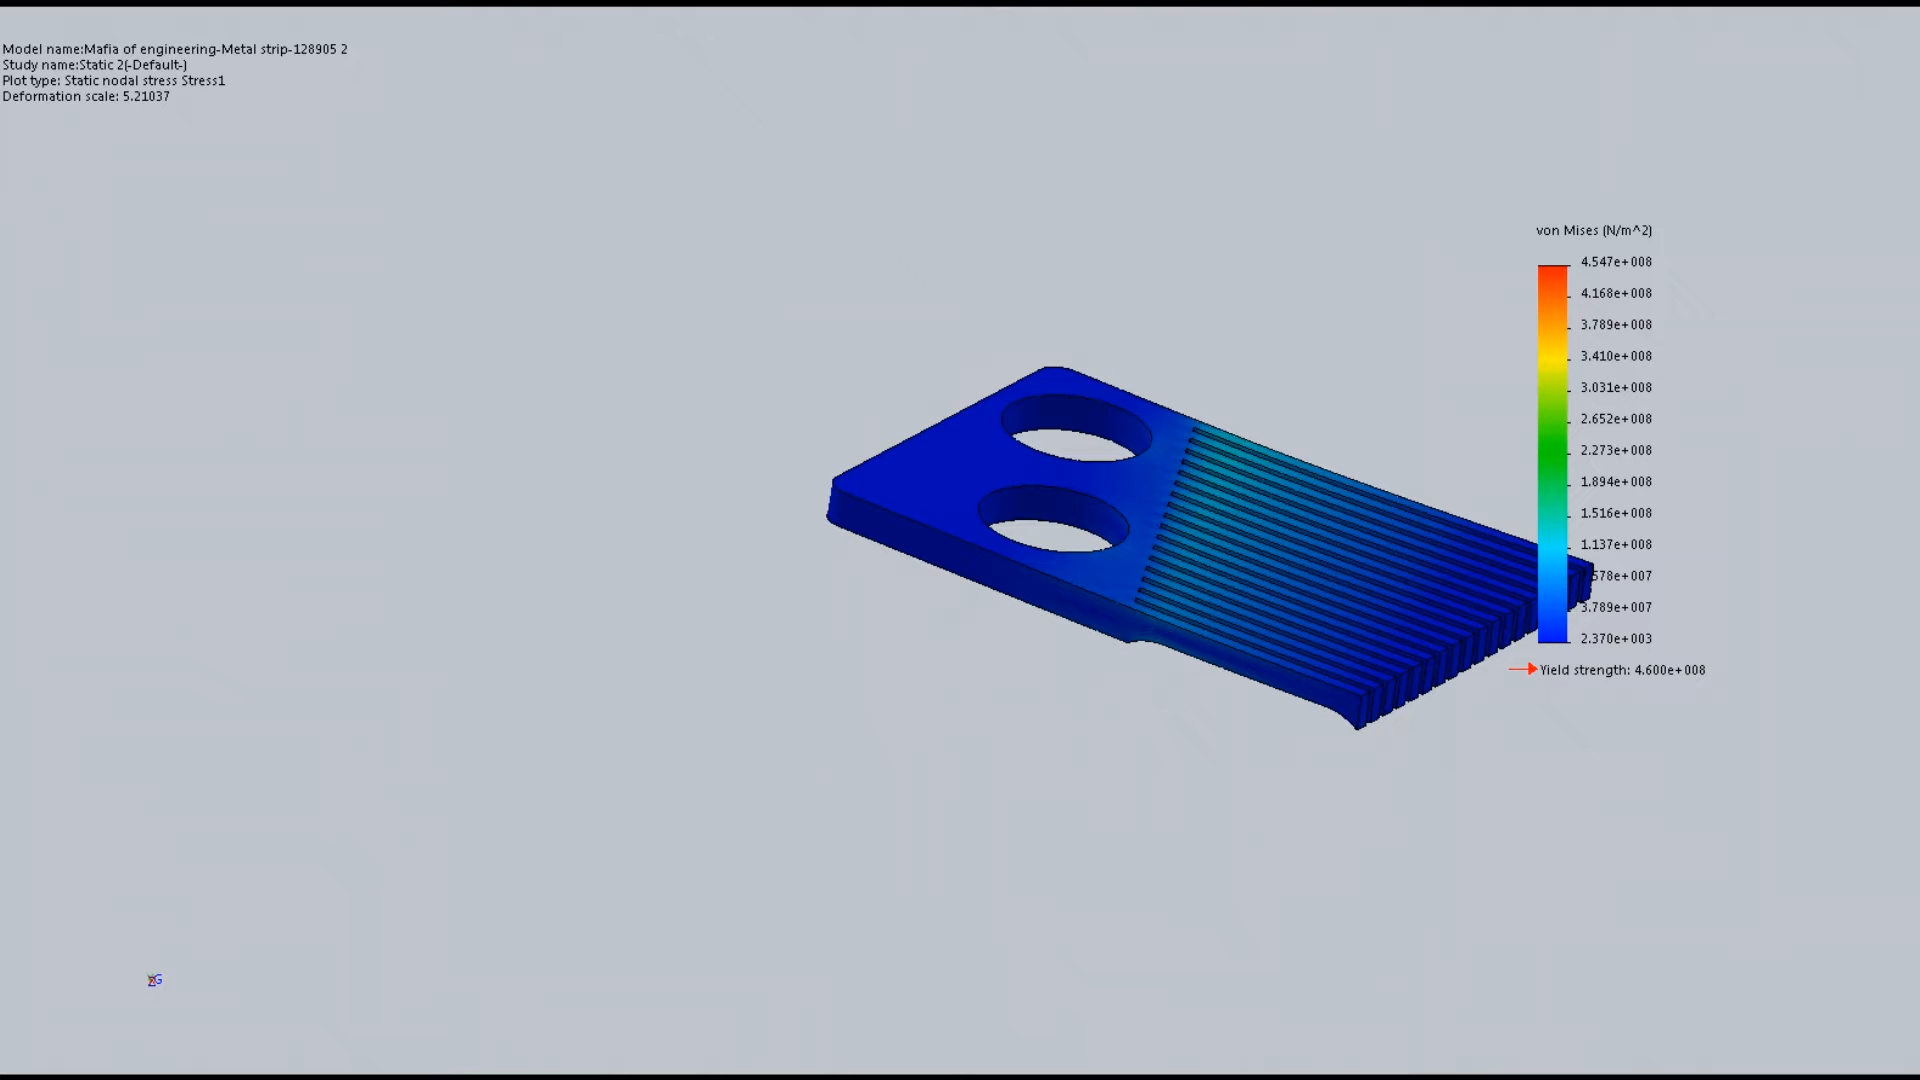 Model name:Mafia of engineering-Metal strip-128905 2
Study name:Static 2(-Default-)
Plot type: Static nodal stress Stress1
Deformation scale: 5.21037
von Mises (N/m^2)
4.547e+008
4.168e+008
3.789e+008
3.410e+008
3.031e+008
2.652e+008
2.273e+008
1.894e+008
1.516e+008
1.137e+008
578e+007
3.789e+007
2.370e+003
Yield strength: 4.600e+008